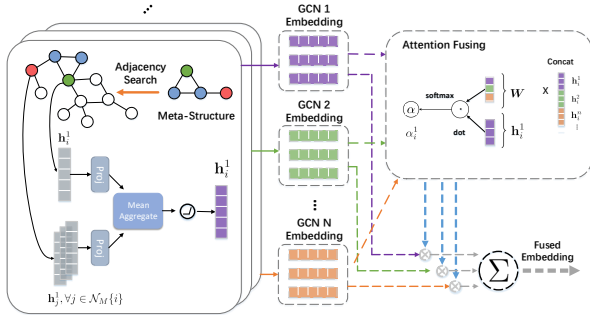 Adjacency
Search
Meta-Structure
h_i^1
Proj
Proj
Mean
Aggregate
h_i^1
h_j^1, ∀j ∈ N_M{i}
GCN 1
Embedding
GCN 2
Embedding
GCN N
Embedding
Attention Fusing
softmax
α
·
α_i^1
dot
W
h_i^1
X
Concat
h_i^1
h_i^2
h_i^n
Σ
Fused
Embedding